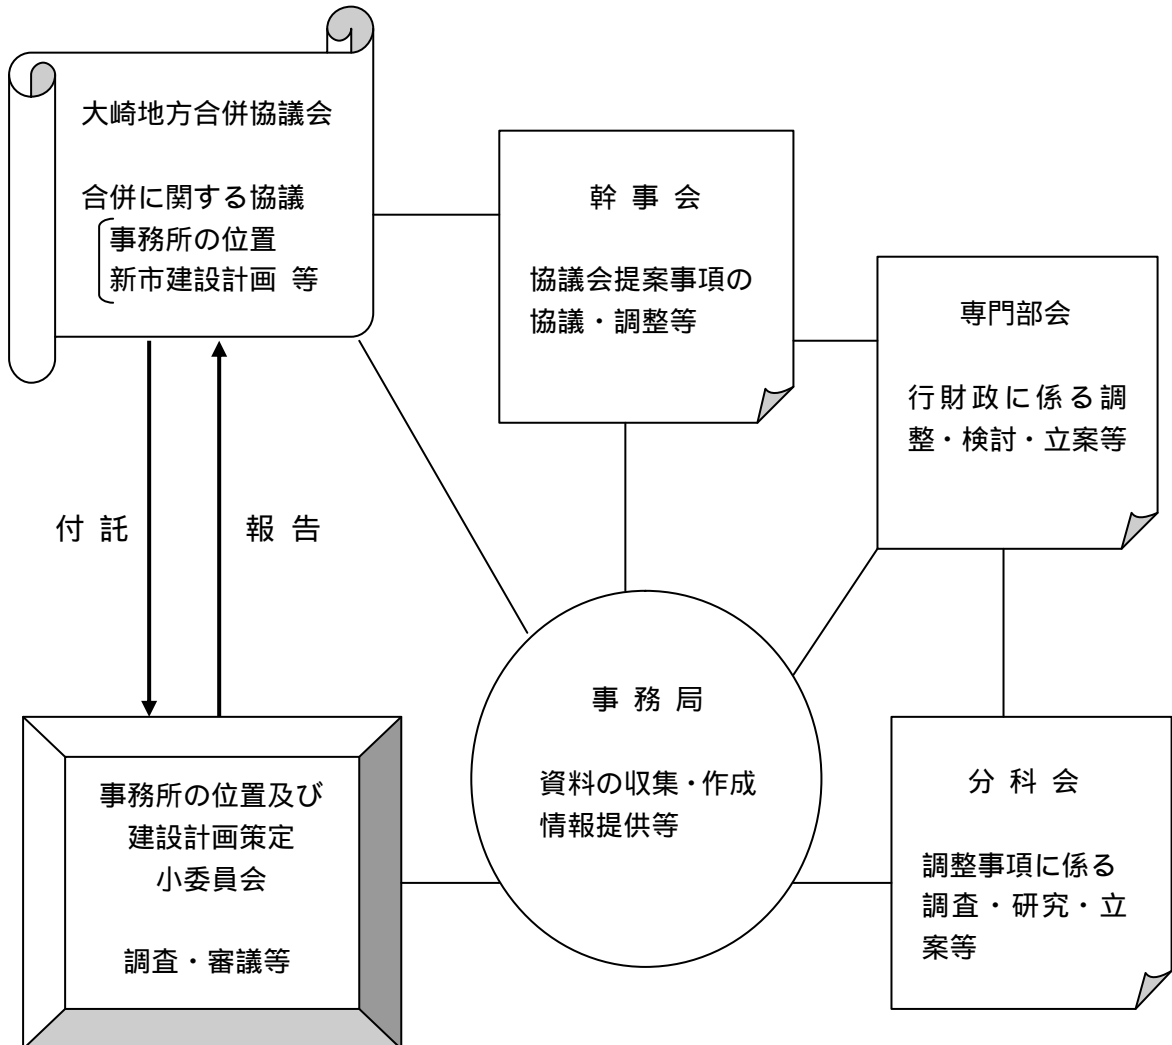 大崎地方合併協議会
合併に関する協議
事務所の位置
新市建設計画 等
幹 事 会
協議会提案事項の
協議・調整等
専門部会
行財政に係る調
整・検討・立案等
付 託
報 告
事 務 局
資料の収集・作成
情報提供等
事務所の位置及び
建設計画策定
小委員会
調査・審議等
分 科 会
調整事項に係る
調査・研究・立
案等